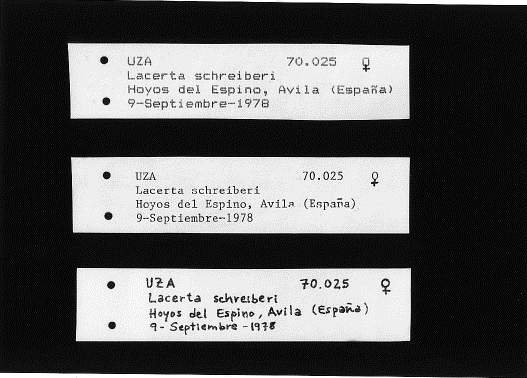 UZA 70.025 ♀
Lacerta schreiberi
Hoyos del Espino, Avila (España)
9-Septiembre-1978
UZA 70.025 ♀
Lacerta schreiberi
Hoyos del Espino, Avila (España)
9-Septiembre-1978
UZA 70.025 ♀
Lacerta schreiberi
Hoyos del Espino, Avila (España)
9-Septiembre-1978